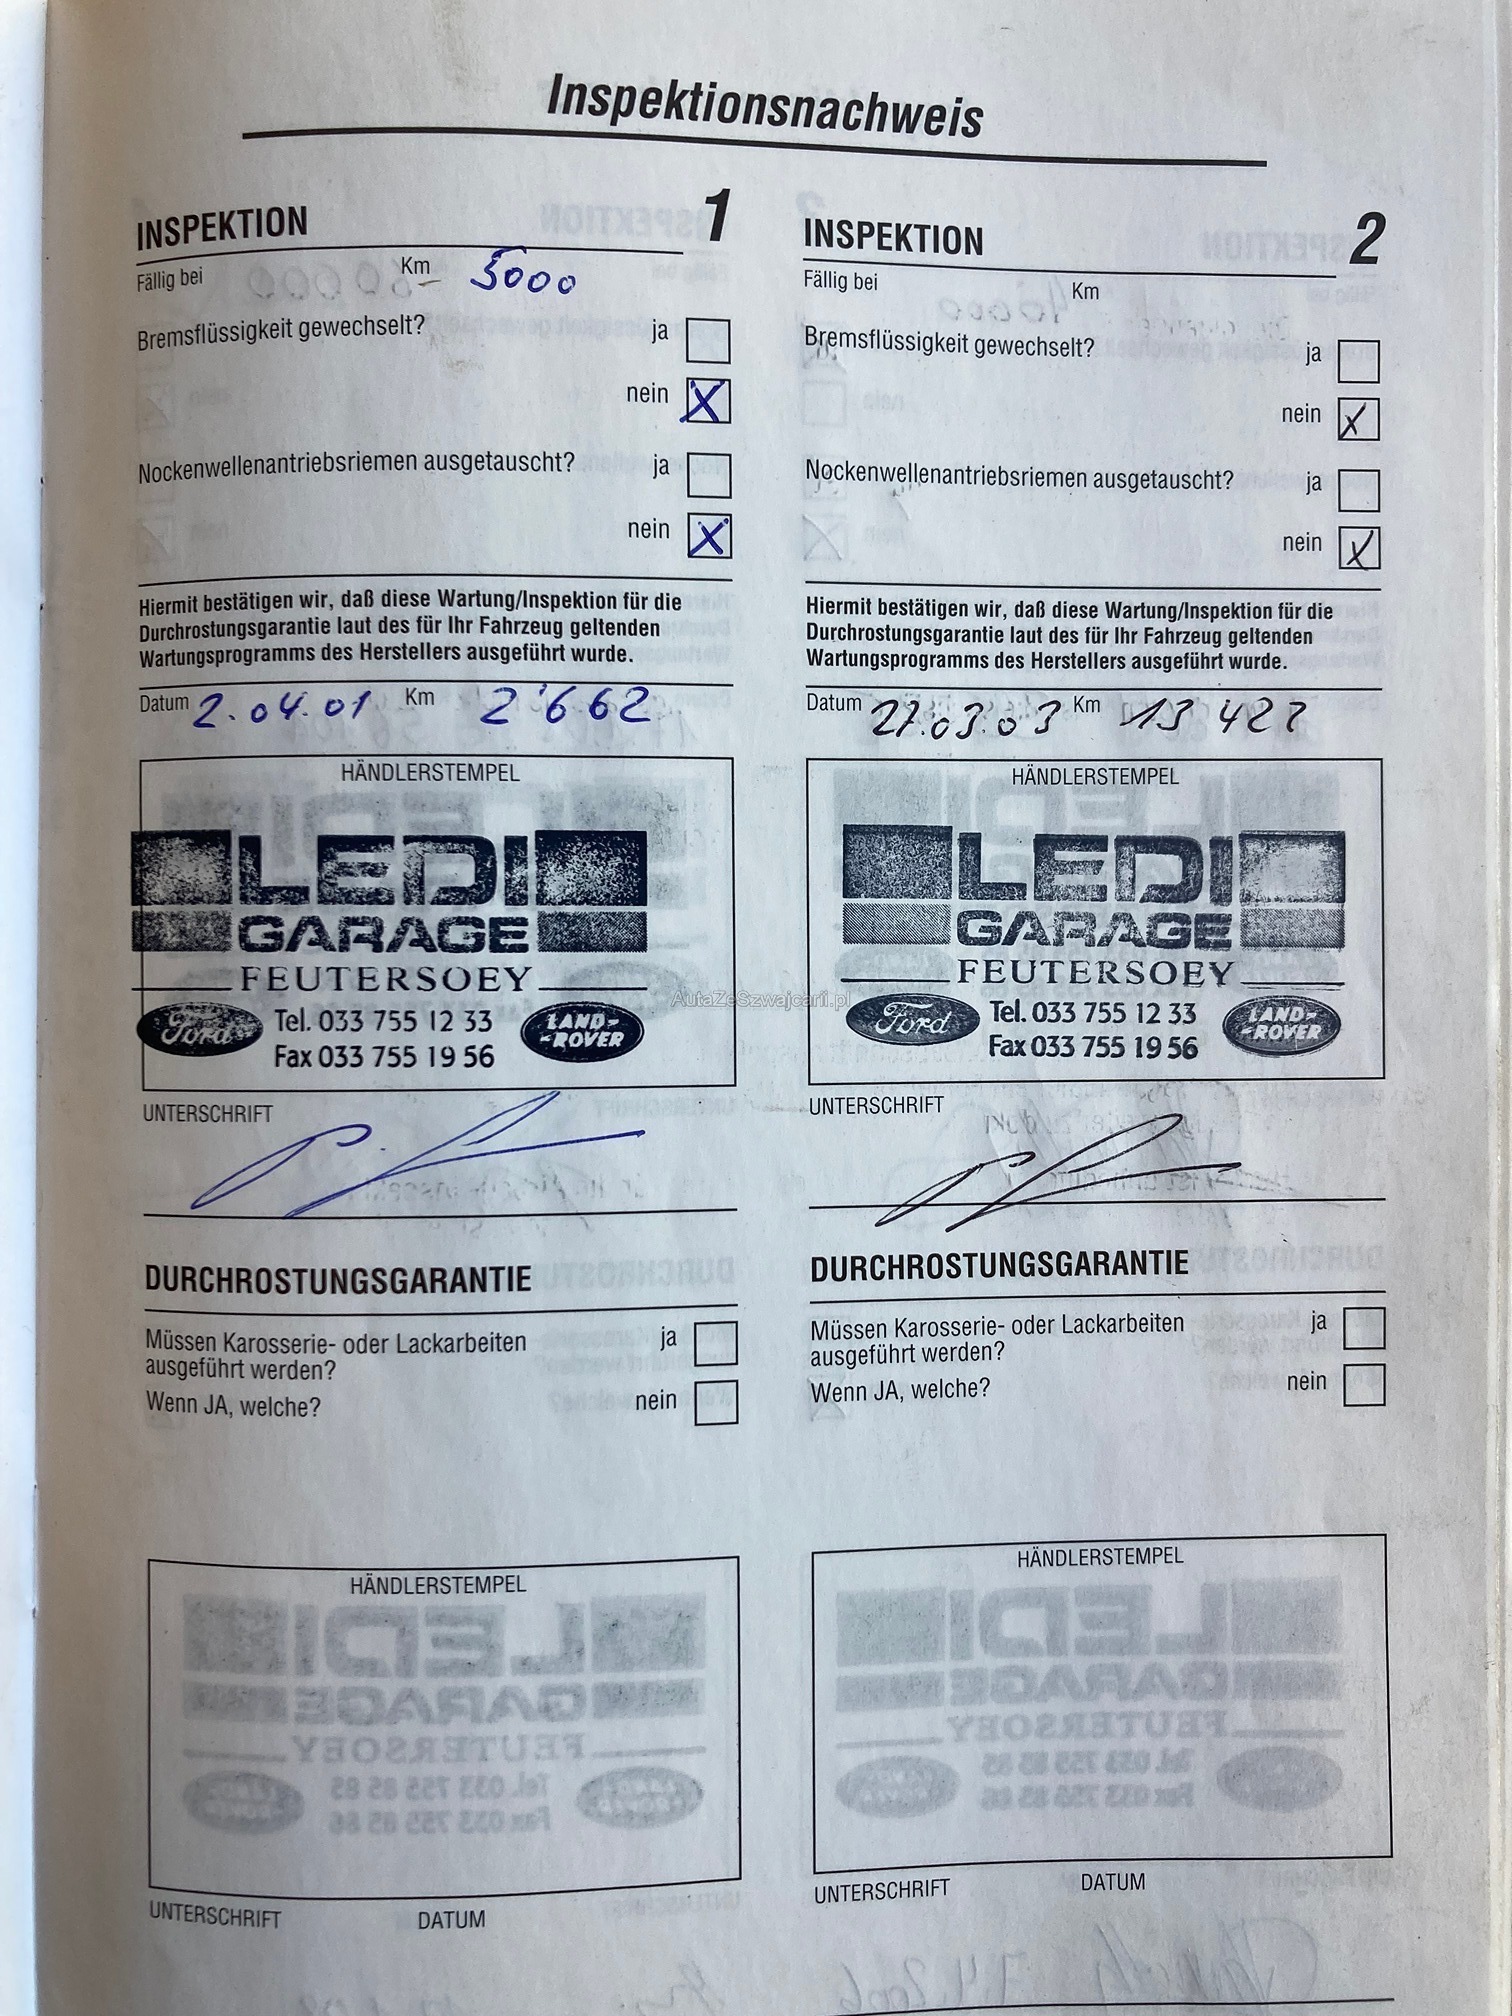 Inspektionsnachweis
INSPEKTION 1
Fällig bei Km 5000
Bremsflüssigkeit gewechselt? ja
nein X
Nockenwellenantriebsriemen ausgetauscht? ja
nein X
Hiermit bestätigen wir, daß diese Wartung/Inspektion für die
Durchrostungsgarantie laut des für Ihr Fahrzeug geltenden
Wartungsprogramms des Herstellers ausgeführt wurde.
Datum 2.04.01 Km 2'662
HÄNDLERSTEMPEL
LEDI
GARAGE
FEUTERSOEY
Ford Tel. 033 755 12 33 LAND-
Fax 033 755 19 56 -ROVER
UNTERSCHRIFT
DURCHROSTUNGSGARANTIE
Müssen Karosserie- oder Lackarbeiten ja
ausgeführt werden?
Wenn JA, welche? nein
HÄNDLERSTEMPEL
UNTERSCHRIFT DATUM
INSPEKTION 2
Fällig bei Km
Bremsflüssigkeit gewechselt? ja
nein X
Nockenwellenantriebsriemen ausgetauscht? ja
nein X
Hiermit bestätigen wir, daß diese Wartung/Inspektion für die
Durchrostungsgarantie laut des für Ihr Fahrzeug geltenden
Wartungsprogramms des Herstellers ausgeführt wurde.
Datum 27.03.03 Km 13 427
HÄNDLERSTEMPEL
LEDI
GARAGE
FEUTERSOEY
Ford Tel. 033 755 12 33 LAND-
Fax 033 755 19 56 -ROVER
UNTERSCHRIFT
DURCHROSTUNGSGARANTIE
Müssen Karosserie- oder Lackarbeiten ja
ausgeführt werden?
Wenn JA, welche? nein
HÄNDLERSTEMPEL
UNTERSCHRIFT DATUM
AutaZeSzwajcarii.pl